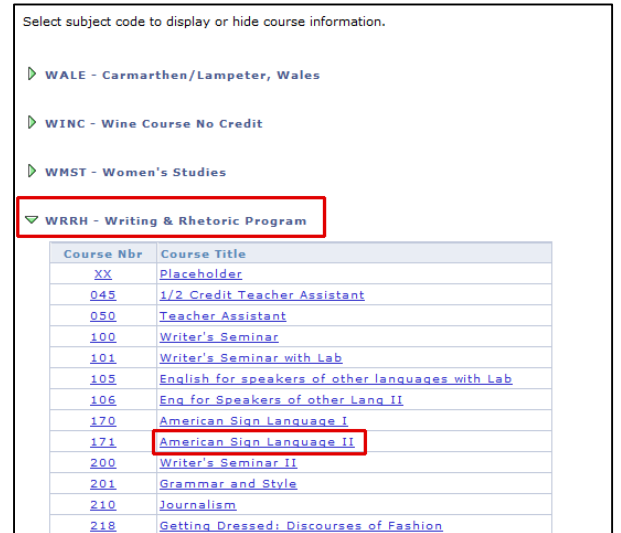 Select subject code to display or hide course information.
WALE - Carmarthen/Lampeter, Wales
WINC - Wine Course No Credit
WMST - Women's Studies
WRRH - Writing & Rhetoric Program
Course Nbr Course Title
XX Placeholder
045 1/2 Credit Teacher Assistant
050 Teacher Assistant
100 Writer's Seminar
101 Writer's Seminar with Lab
105 English for speakers of other languages with Lab
106 Eng for Speakers of other Lang II
170 American Sign Language I
171 American Sign Language II
200 Writer's Seminar II
201 Grammar and Style
210 Journalism
218 Getting Dressed: Discourses of Fashion